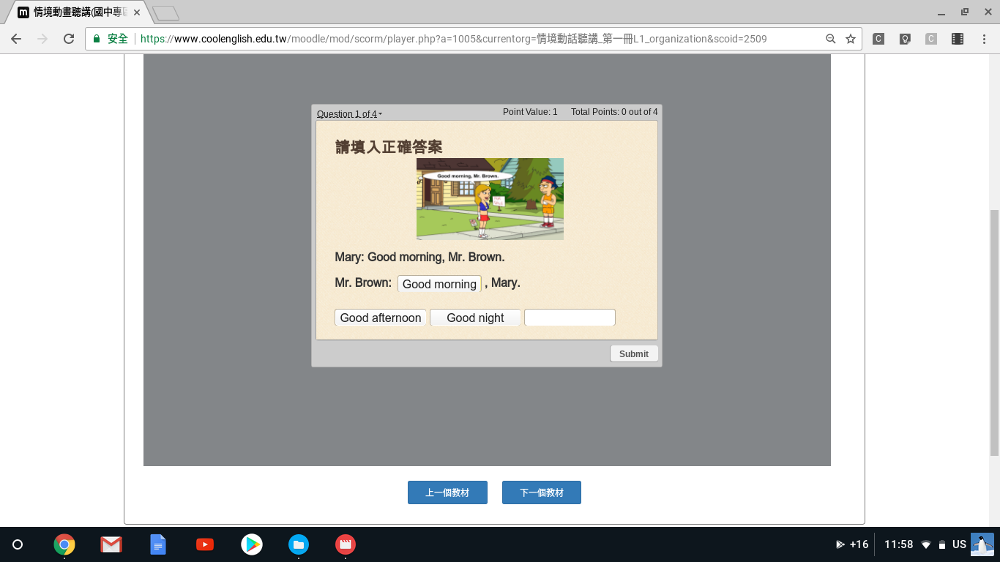 情境動畫聽講(國中專
安全 https://www.coolenglish.edu.tw/moodle/mod/scorm/player.php?a=1005&currentorg=情境動話聽講_第一冊L1_organization&scoid=2509
Question 1 of 4 Point Value: 1 Total Points: 0 out of 4
請填入正確答案
Good morning, Mr. Brown.
FOR SALE
Mary: Good morning, Mr. Brown.
Mr. Brown: Good morning , Mary.
Good afternoon Good night
Submit
上一個教材 下一個教材
+16 11:58 US